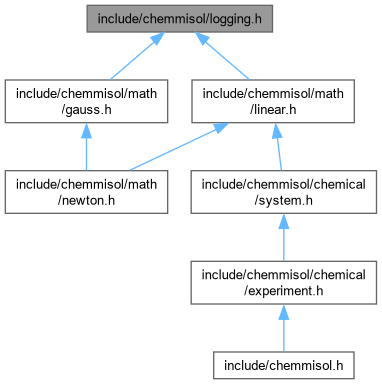 include/chemmisol/logging.h
include/chemmisol/math
/gauss.h
include/chemmisol/math
/linear.h
include/chemmisol/math
/newton.h
include/chemmisol/chemical
/system.h
include/chemmisol/chemical
/experiment.h
include/chemmisol.h